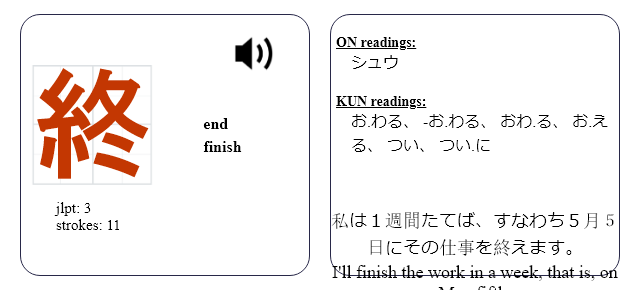 終
end
finish
jlpt: 3
strokes: 11
ON readings:
シュウ
KUN readings:
お.わる、 -お.わる、 おわ.る、 お.え
る、 つい、 つい.に
私は１週間たてば、すなわち５月５
日にその仕事を終えます。
I'll finish the work in a week, that is, on